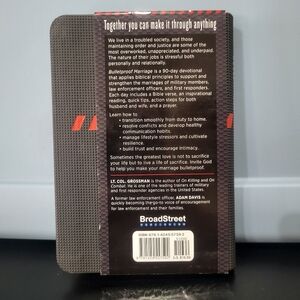 Together you can make it through anything
We live in a troubled society, and those
maintaining order and justice are some of the
most overworked, unappreciated, and underpaid.
The nature of their jobs is stressful both
personally and relationally.
Bulletproof Marriage is a 90-day devotional
that applies biblical principles to support and
strengthen the marriages of military members,
law enforcement officers, and first responders.
Each day includes a Bible verse, an inspirational
reading, quick tips, action steps for both
husband and wife, and a prayer.
Learn how to
• transition smoothly from duty to home,
• resolve conflicts and develop healthy
communication habits,
• manage lifestyle stressors and cultivate
resilience,
• build trust and encourage intimacy.
Sometimes the greatest love is not to sacrifice
your life but to live a life of sacrifice. Invite God
to help you make your marriage bulletproof.
LT. COL. GROSSMAN is the author of On Killing and On
Combat. He is one of the leading trainers of military
and first responder agencies in the United States.
A former law enforcement officer, ADAM DAVIS is
quickly becoming the go-to voice of encouragement for
law enforcement and their families.
BroadStreet
PUBLISHING